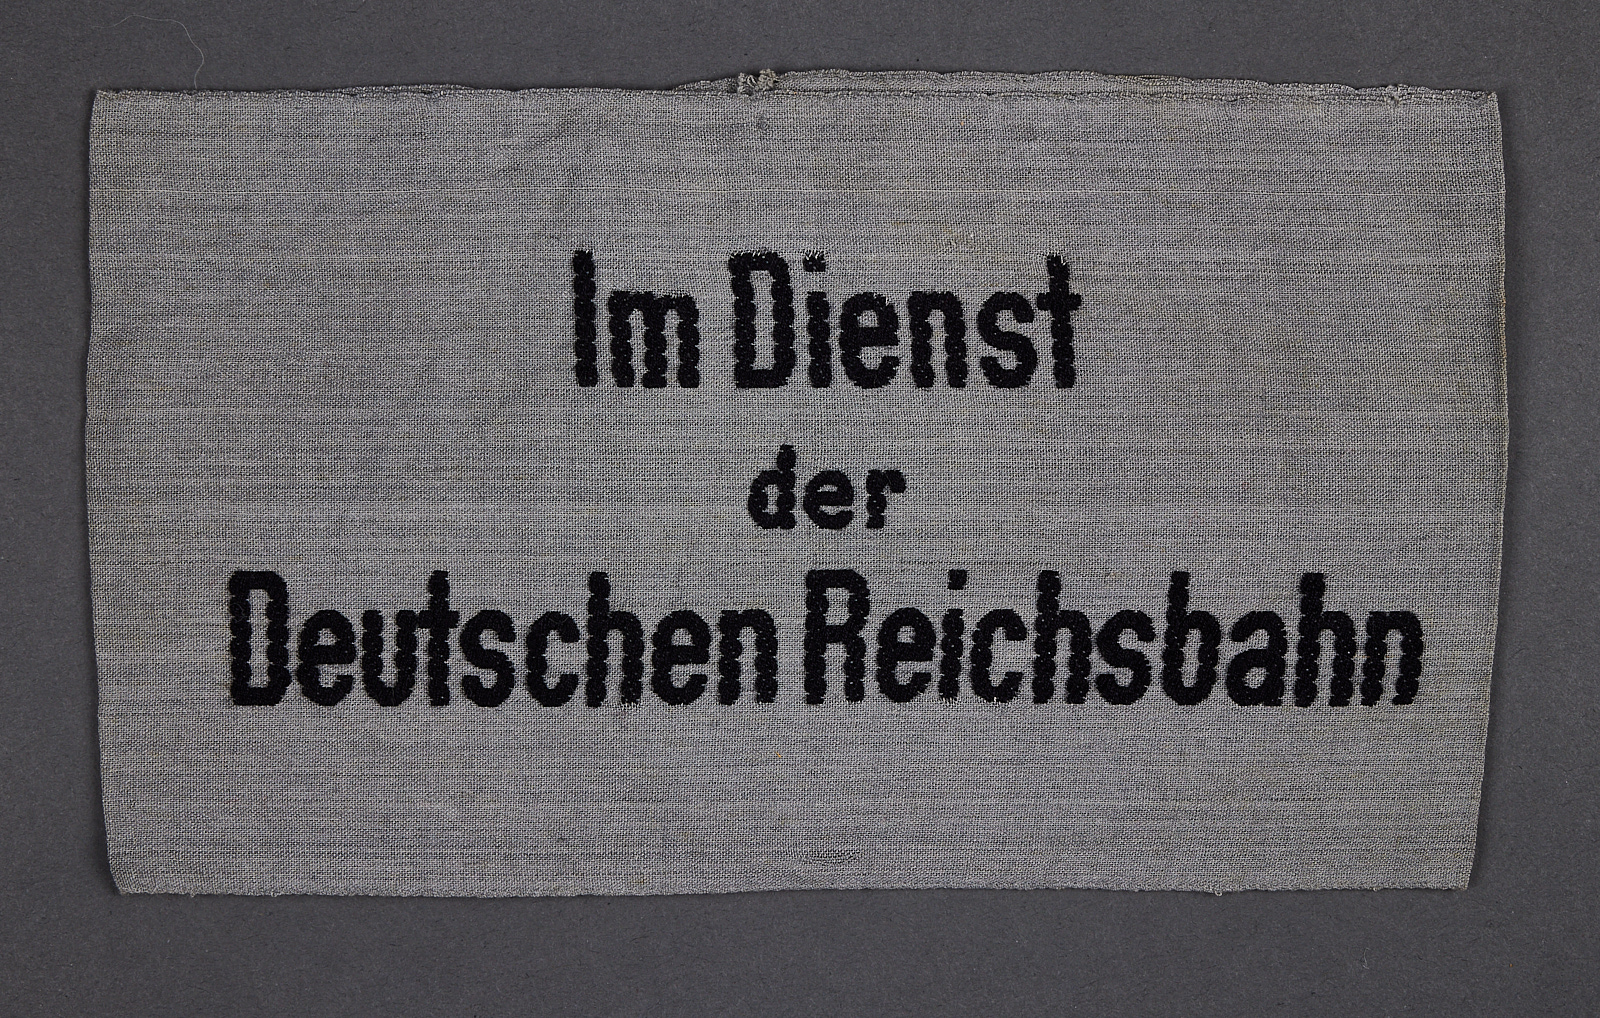 Im Dienst
der
Deutschen Reichsbahn